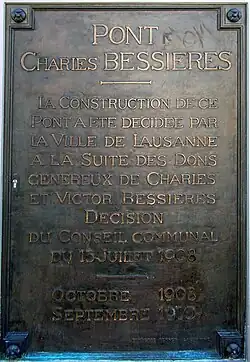 PONT
CHARLES BESSIERES
LA CONSTRUCTION DE CE
PONT A ETE DECIDEE PAR
LA VILLE DE LAUSANNE
A LA SUITE DES DONS
GENEREUX DE CHARLES
ET VICTOR BESSIERES
DECISION
DU CONSEIL COMMUNAL
DU 15 JUILLET 1908
OCTOBRE 1908
SEPTEMBRE 1910